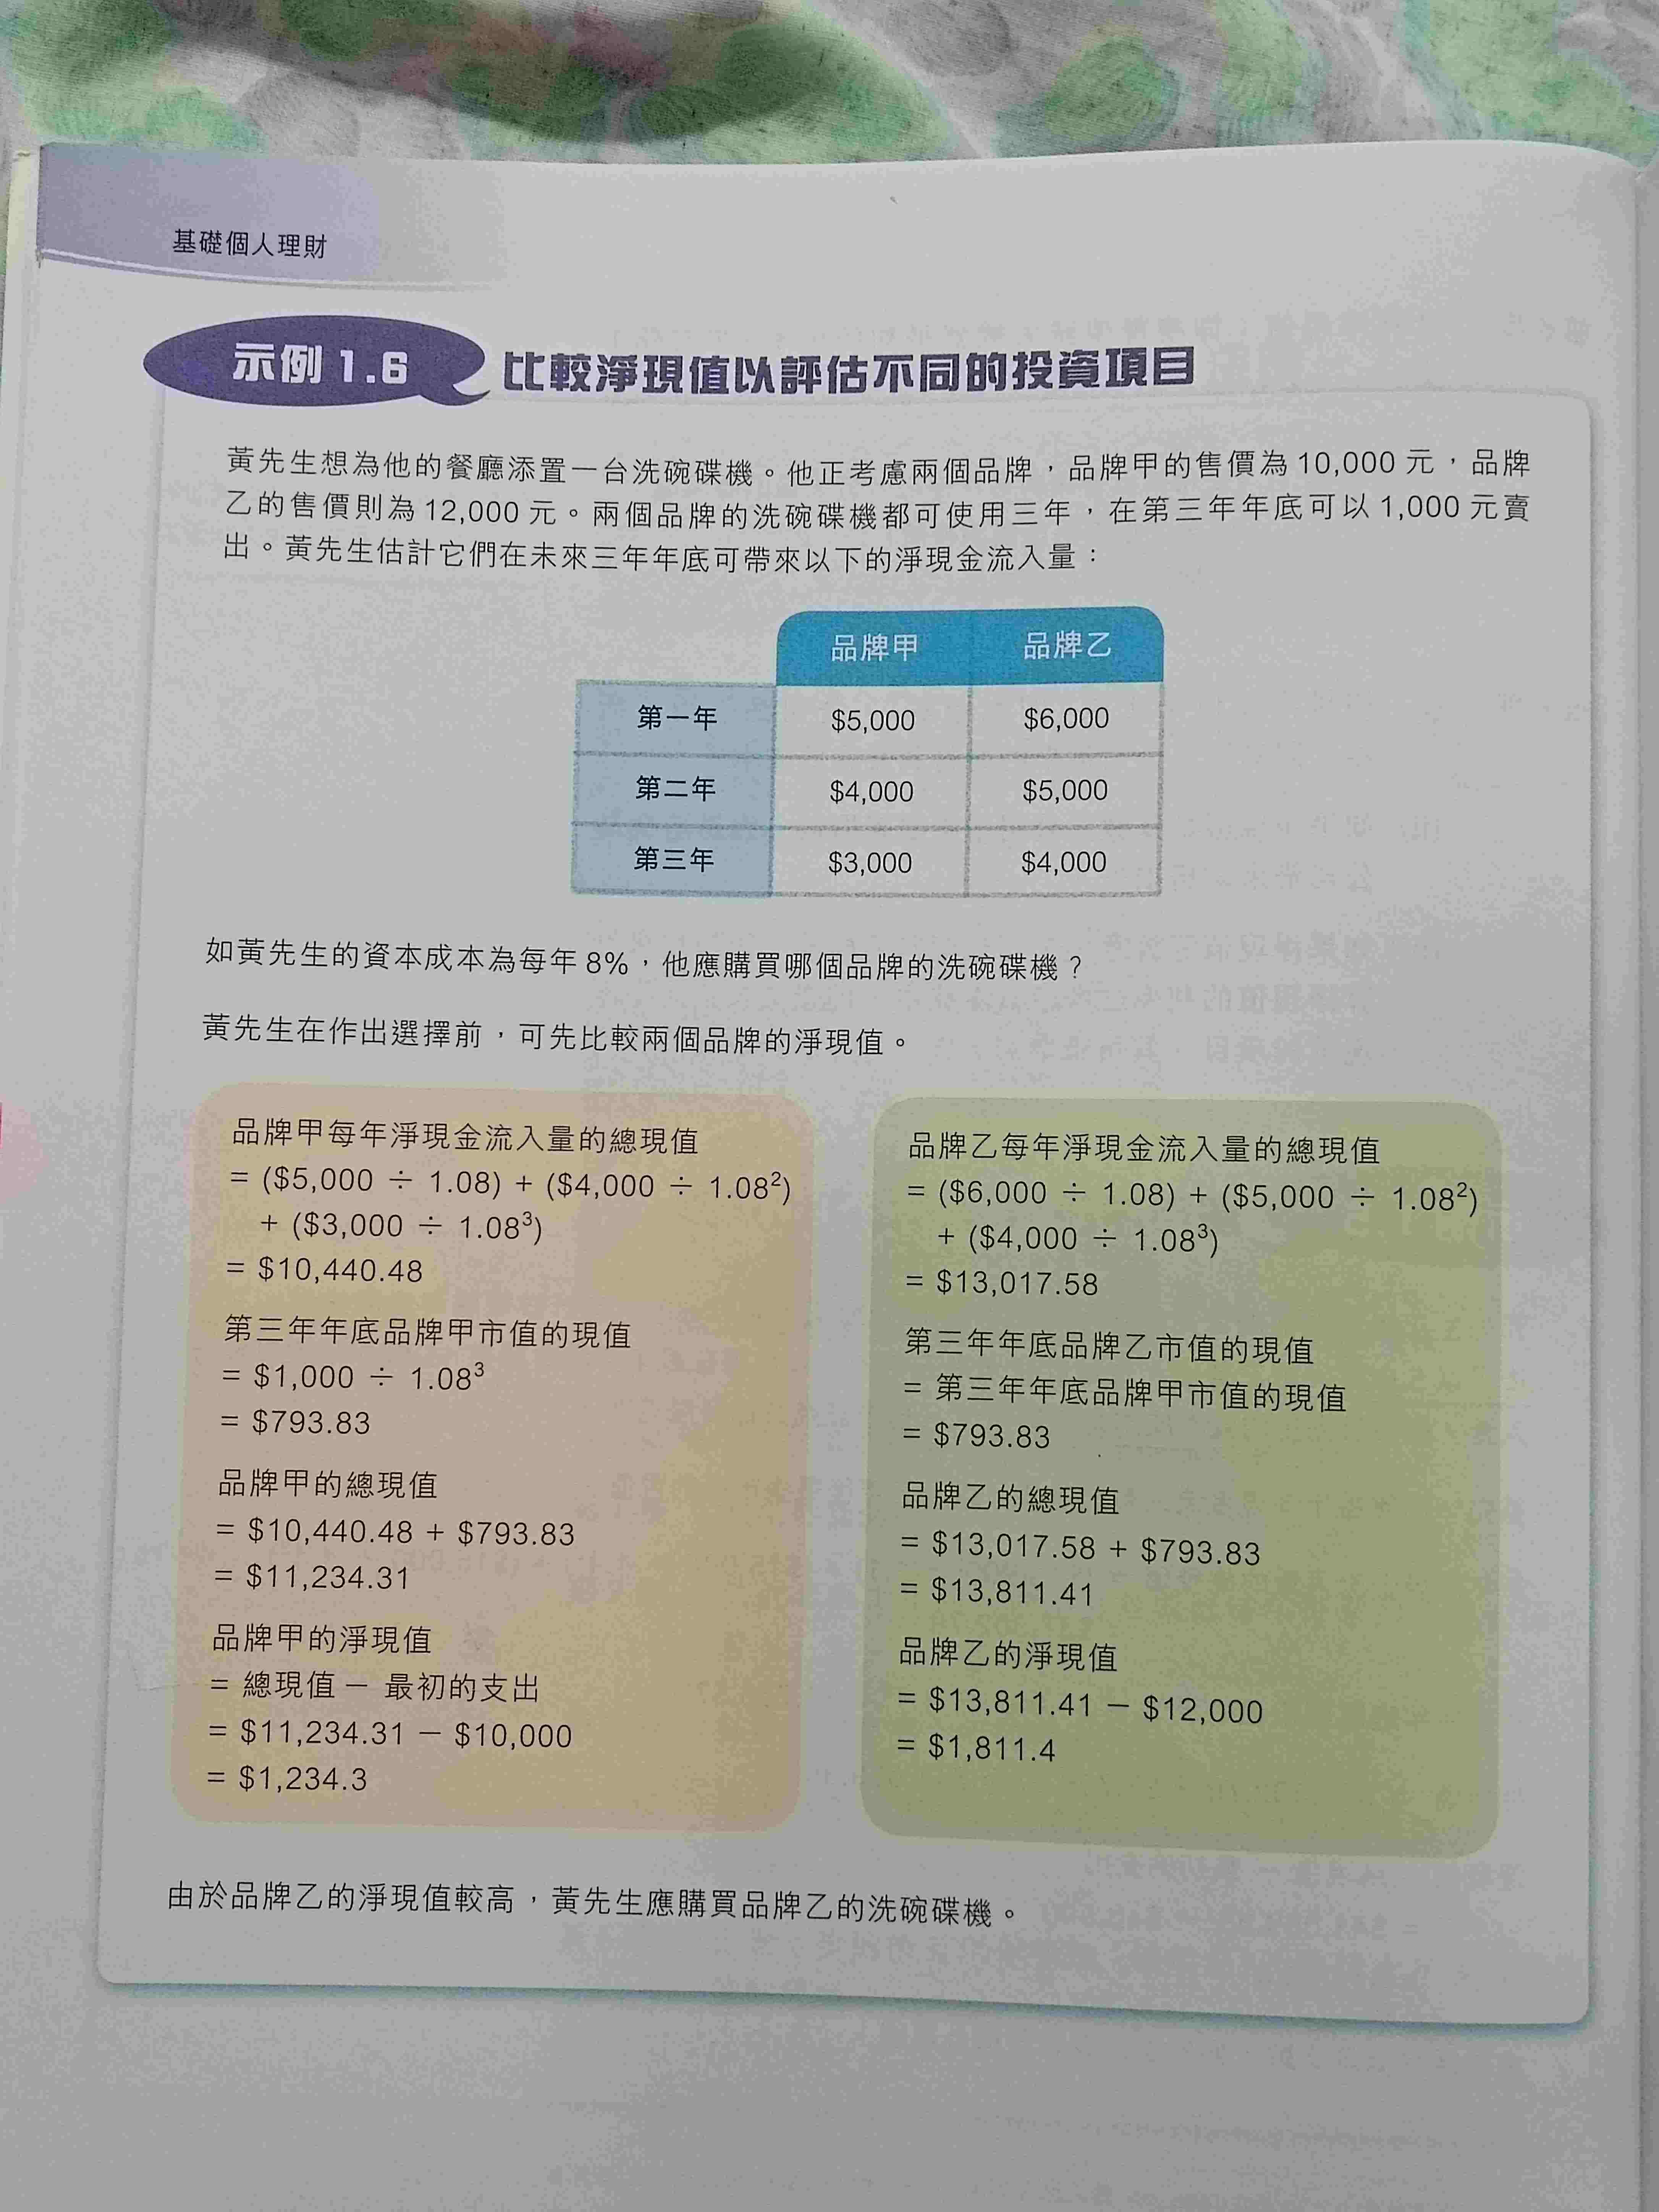 基礎個人理財
示例 1.6 比較淨現值以評估不同的投資項目
黃先生想為他的餐廳添置一台洗碗碟機。他正考慮兩個品牌，品牌甲的售價為 10,000 元，品牌
乙的售價則為 12,000 元。兩個品牌的洗碗碟機都可使用三年，在第三年年底可以 1,000 元賣
出。黃先生估計它們在未來三年年底可帶來以下的淨現金流入量：
品牌甲 品牌乙
第一年 $5,000 $6,000
第二年 $4,000 $5,000
第三年 $3,000 $4,000
如黃先生的資本成本為每年 8%，他應購買哪個品牌的洗碗碟機？
黃先生在作出選擇前，可先比較兩個品牌的淨現值。
品牌甲每年淨現金流入量的總現值
= ($5,000 ÷ 1.08) + ($4,000 ÷ 1.08²)
+ ($3,000 ÷ 1.08³)
= $10,440.48
第三年年底品牌甲市值的現值
= $1,000 ÷ 1.08³
= $793.83
品牌甲的總現值
= $10,440.48 + $793.83
= $11,234.31
品牌甲的淨現值
= 總現值 － 最初的支出
= $11,234.31 － $10,000
= $1,234.3
品牌乙每年淨現金流入量的總現值
= ($6,000 ÷ 1.08) + ($5,000 ÷ 1.08²)
+ ($4,000 ÷ 1.08³)
= $13,017.58
第三年年底品牌乙市值的現值
= 第三年年底品牌甲市值的現值
= $793.83
品牌乙的總現值
= $13,017.58 + $793.83
= $13,811.41
品牌乙的淨現值
= $13,811.41 － $12,000
= $1,811.4
由於品牌乙的淨現值較高，黃先生應購買品牌乙的洗碗碟機。